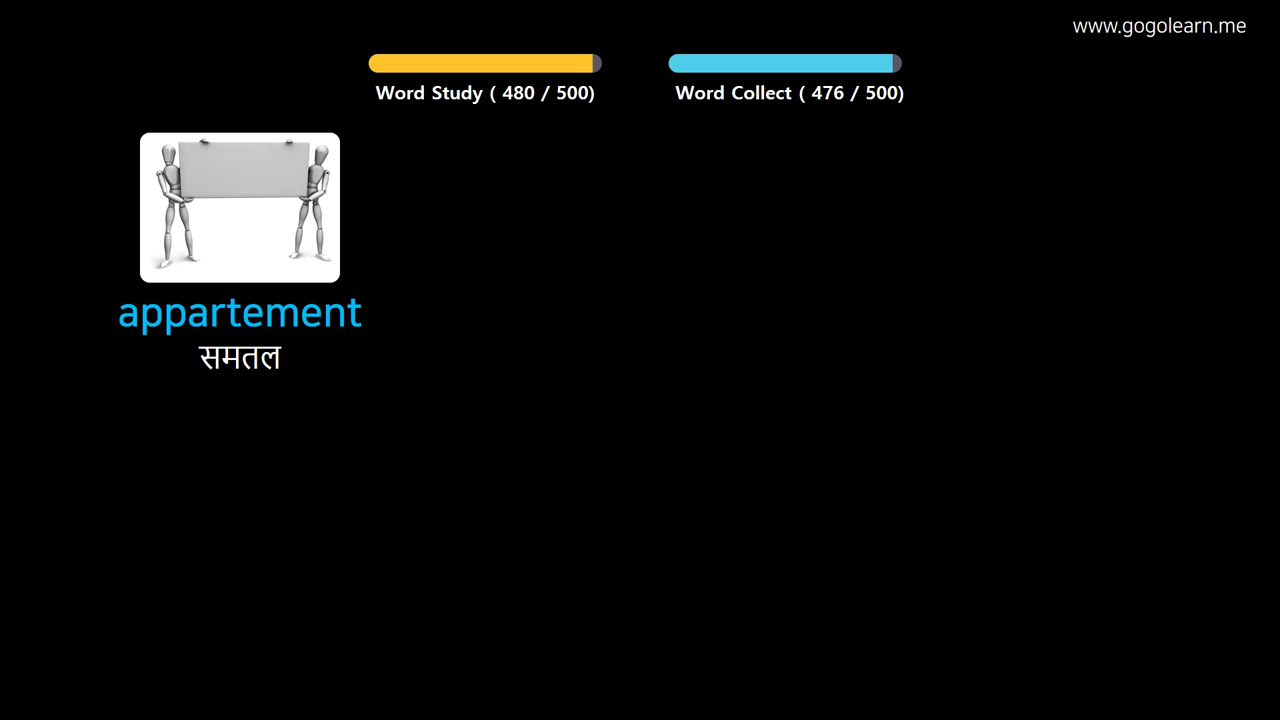 www.gogolearn.me
Word Study ( 480 / 500)
Word Collect ( 476 / 500)
appartement
समतल